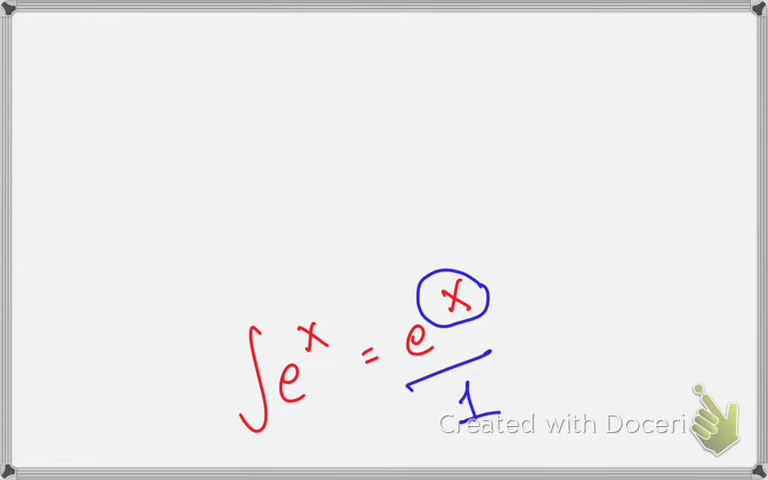 ∫e^x = e^x/1
Created with Doceri